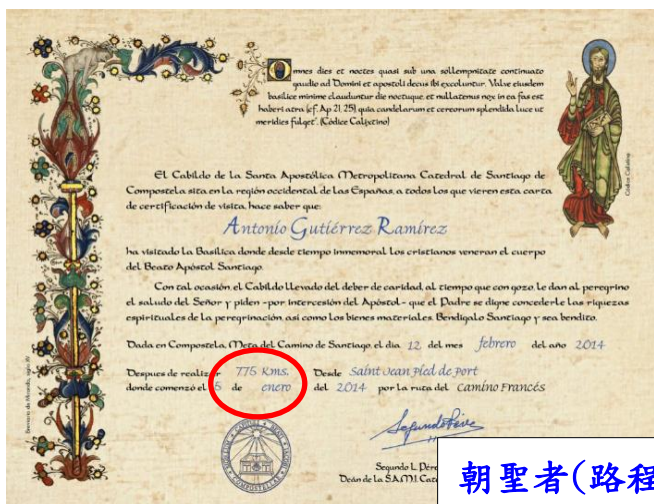 Omnes dies et noctes quasi sub una sollempnitate continuato
gaudio ad Domini et apostoli decus ibi excoluntur. Valve eiusdem
basilice minime clauduntur die noctuque, et nullatenus nox in ea fas est
haberi atra (cf. Ap 21, 25), quia candelarum et cereorum splendida luce ut
meridies fulget". (Códice Calixtino)
El Cabildo de la Santa Apostólica Metropolitana Catedral de Santiago de
Compostela sita en la región occidental de las Españas, a todos los que vieren esta carta
de certificación de visita, hace saber que:
Antonio Gutiérrez Ramírez
ha visitado la Basílica donde desde tiempo inmemoral los cristianos veneran el cuerpo
del Beato Apóstol Santiago.
Con tal ocasión, el Cabildo llevado del deber de caridad, al tiempo que con gozo, le dan al peregrino
el saludo del Señor y piden -por intercesión del Apóstol- que el Padre se digne concederle las riquezas
espirituales de la peregrinación, así como los bienes materiales. Bendígalo Santiago y sea bendito.
Dada en Compostela, Meta del Camino de Santiago, el día 12 del mes febrero del año 2014
Despues de realizar 775 Kms. Desde Saint Jean Pied de Port
donde comenzó el 5 de enero del 2014 por la ruta del Camino Francés
Segundo L. Pére
Deán de la S.A.M.I. Cat
朝聖者(路程